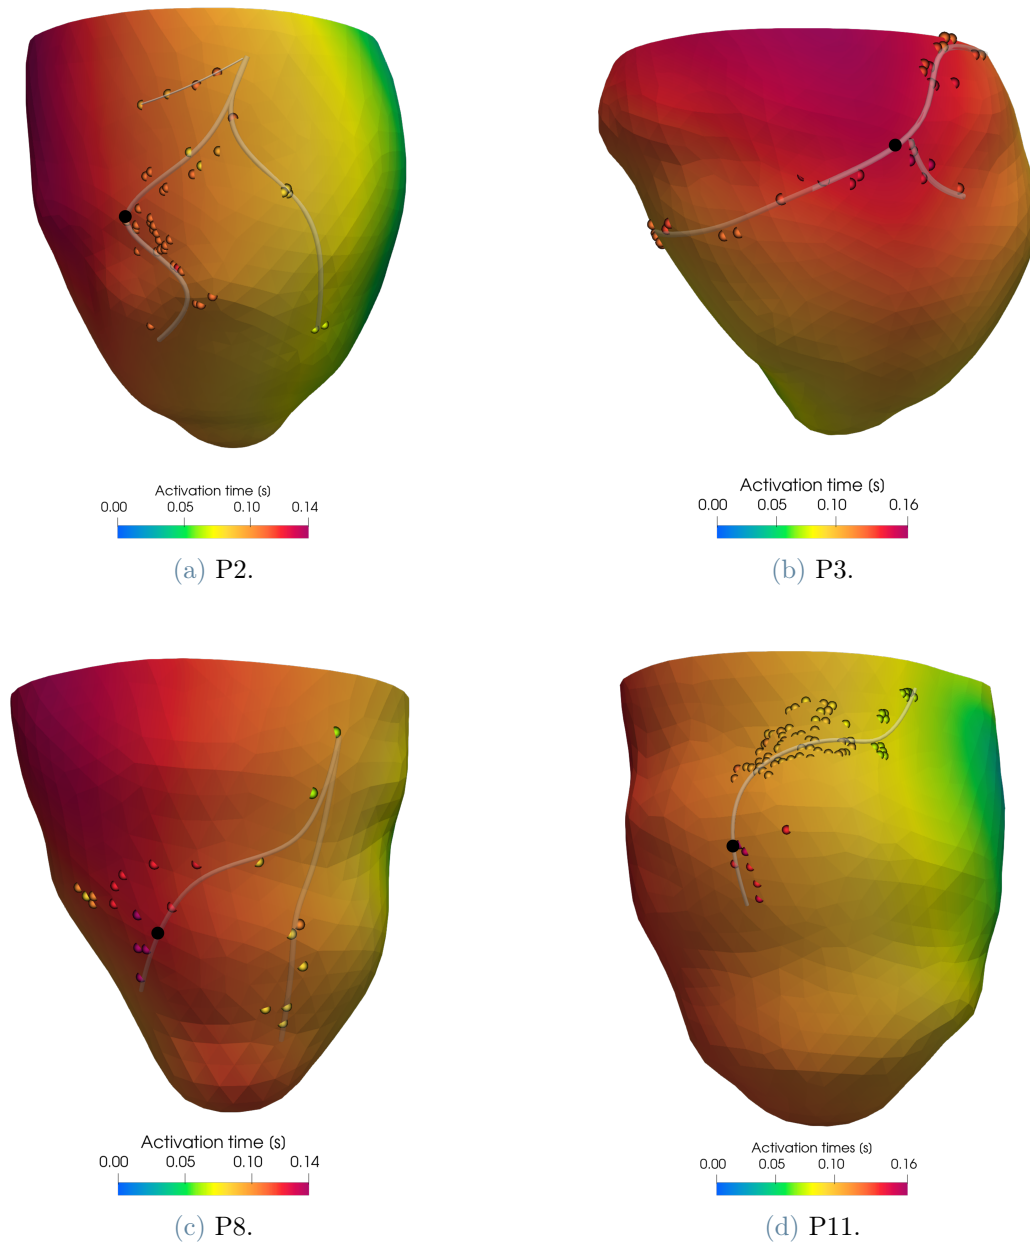 Activation time [s]
0.00 0.05 0.10 0.14
(a) P2.
Activation time [s]
0.00 0.05 0.10 0.16
(b) P3.
Activation time [s]
0.00 0.05 0.10 0.14
(c) P8.
Activation times [s]
0.00 0.05 0.10 0.16
(d) P11.